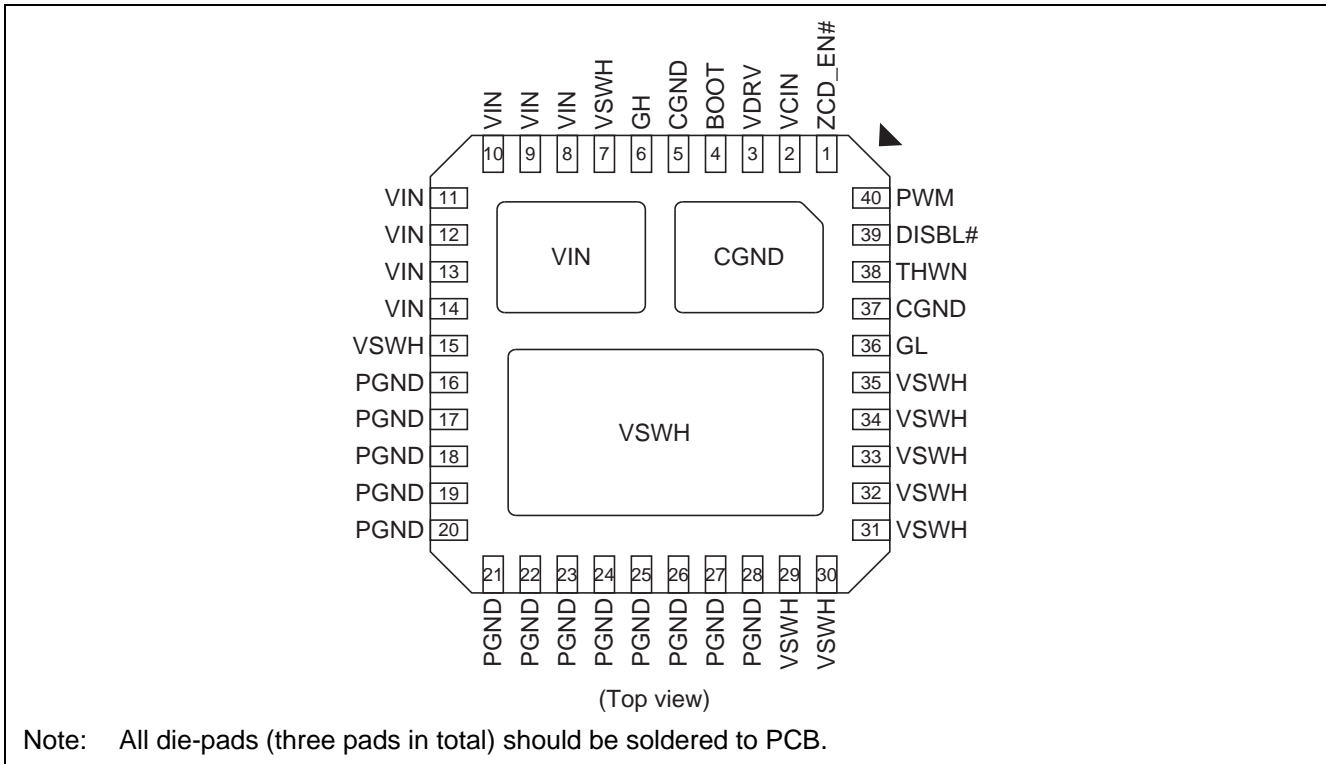 VIN
VIN
VIN
VSWH
GH
CGND
BOOT
VDRV
VCIN
ZCD_EN#
10 9 8 7 6 5 4 3 2 1
VIN 11
VIN 12
VIN 13
VIN 14
VSWH 15
PGND 16
PGND 17
PGND 18
PGND 19
PGND 20
VIN
CGND
VSWH
40 PWM
39 DISBL#
38 THWN
37 CGND
36 GL
35 VSWH
34 VSWH
33 VSWH
32 VSWH
31 VSWH
21 22 23 24 25 26 27 28 29 30
PGND
PGND
PGND
PGND
PGND
PGND
PGND
PGND
VSWH
VSWH
(Top view)
Note: All die-pads (three pads in total) should be soldered to PCB.